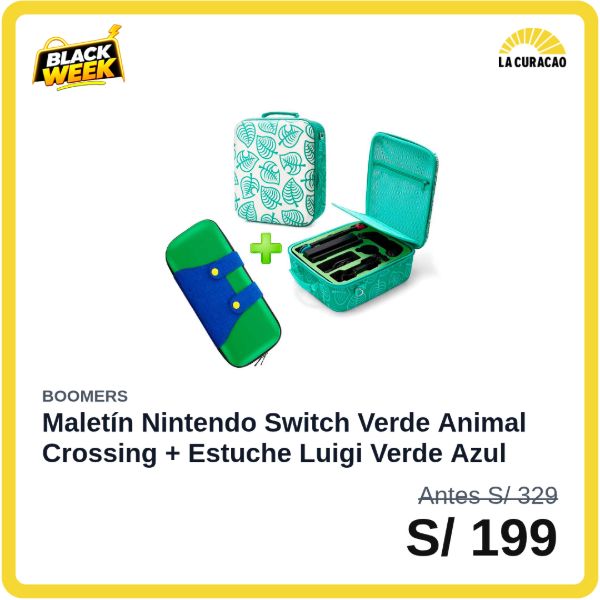 BLACK
WEEK
LA CURACAO
BOOMERS
Maletín Nintendo Switch Verde Animal
Crossing + Estuche Luigi Verde Azul
Antes S/ 329
S/ 199